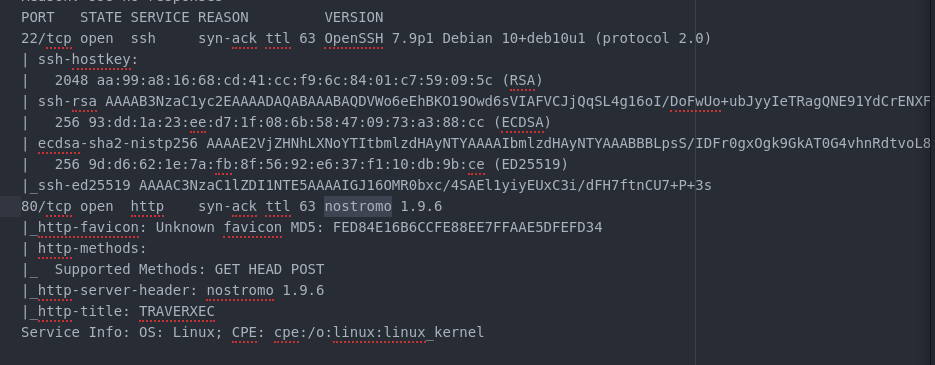 PORT   STATE SERVICE REASON         VERSION
22/tcp open  ssh     syn-ack ttl 63 OpenSSH 7.9p1 Debian 10+deb10u1 (protocol 2.0)
| ssh-hostkey:
|   2048 aa:99:a8:16:68:cd:41:cc:f9:6c:84:01:c7:59:09:5c (RSA)
| ssh-rsa AAAAB3NzaC1yc2EAAAADAQABAAABAQDVWo6eEhBKO19Owd6sVIAFVCJjQqSL4g16oI/DoFwUo+ubJyyIeTRagQNE91YdCrENXF
|   256 93:dd:1a:23:ee:d7:1f:08:6b:58:47:09:73:a3:88:cc (ECDSA)
| ecdsa-sha2-nistp256 AAAAE2VjZHNhLXNoYTItbmlzdHAyNTYAAAAIbmlzdHAyNTYAAABBBLpsS/IDFr0gxOgk9GkAT0G4vhnRdtvoL8
|   256 9d:d6:62:1e:7a:fb:8f:56:92:e6:37:f1:10:db:9b:ce (ED25519)
|_ssh-ed25519 AAAAC3NzaC1lZDI1NTE5AAAAIGJ16OMR0bxc/4SAEl1yiyEUxC3i/dFH7ftnCU7+P+3s
80/tcp open  http    syn-ack ttl 63 nostromo 1.9.6
|_http-favicon: Unknown favicon MD5: FED84E16B6CCFE88EE7FFAAE5DFEFD34
| http-methods:
|_  Supported Methods: GET HEAD POST
|_http-server-header: nostromo 1.9.6
|_http-title: TRAVERXEC
Service Info: OS: Linux; CPE: cpe:/o:linux:linux_kernel